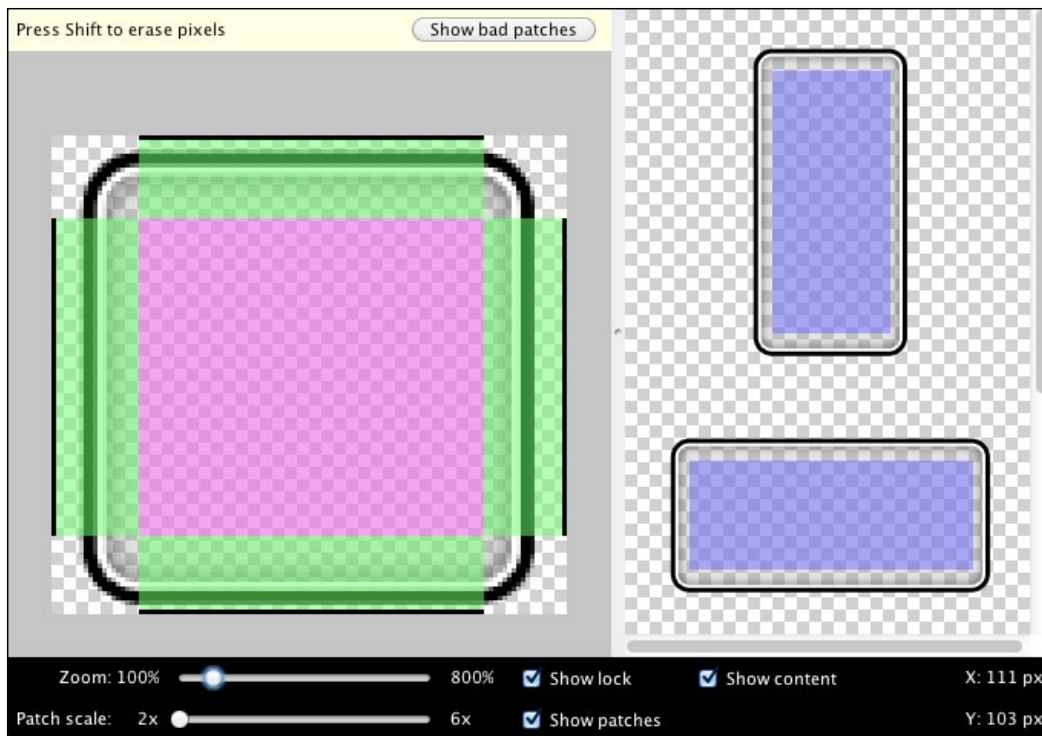 Press Shift to erase pixels Show bad patches
Zoom: 100% 800% Show lock Show content X: 111 px
Patch scale: 2x 6x Show patches Y: 103 px